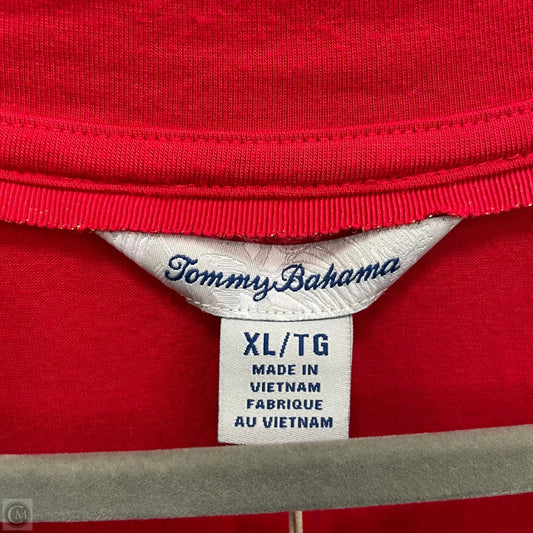 Tommy Bahama
XL/TG
MADE IN
VIETNAM
FABRIQUE
AU VIETNAM